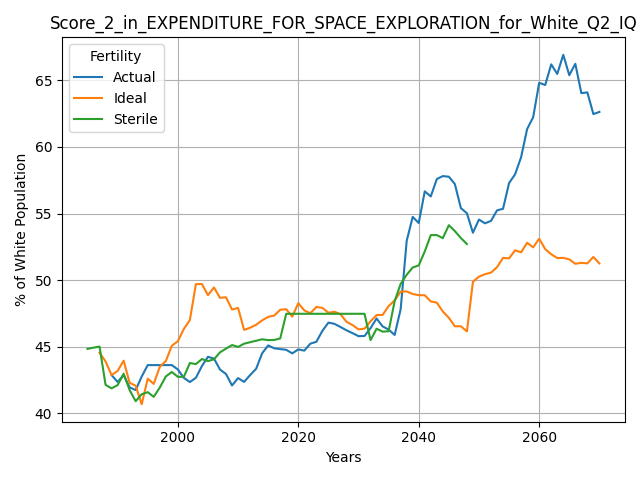 Score_2_in_EXPENDITURE_FOR_SPACE_EXPLORATION_for_White_Q2_IQ
Fertility
Actual
Ideal
Sterile
% of White Population
65
60
55
50
45
40
2000
2020
2040
2060
Years